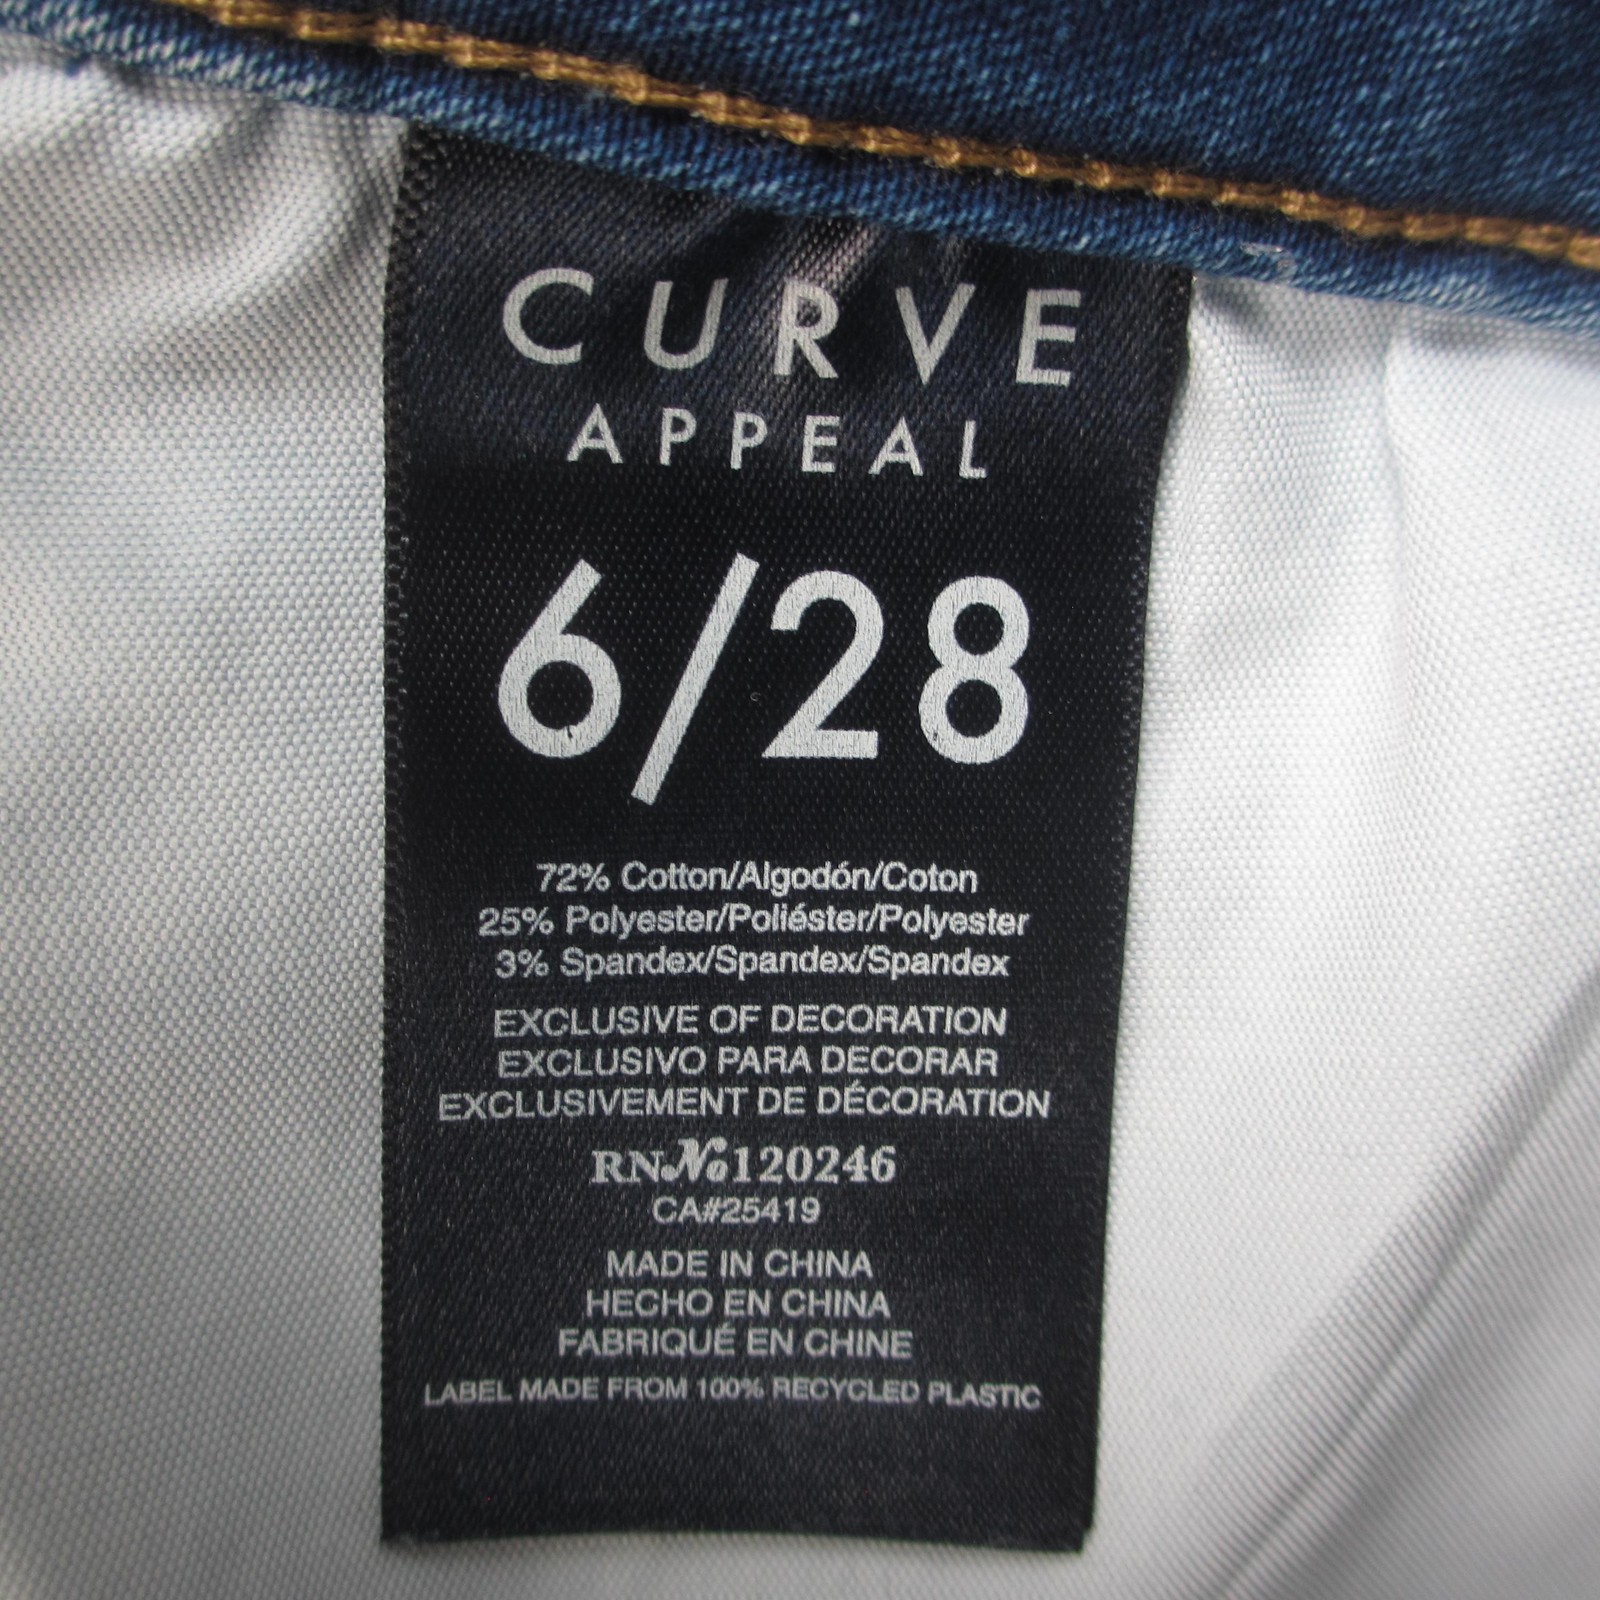 CURVE
APPEAL
6/28
72% Cotton/Algodón/Coton
25% Polyester/Poliéster/Polyester
3% Spandex/Spandex/Spandex
EXCLUSIVE OF DECORATION
EXCLUSIVO PARA DECORAR
EXCLUSIVEMENT DE DÉCORATION
RN№120246
CA#25419
MADE IN CHINA
HECHO EN CHINA
FABRIQUÉ EN CHINE
LABEL MADE FROM 100% RECYCLED PLASTIC